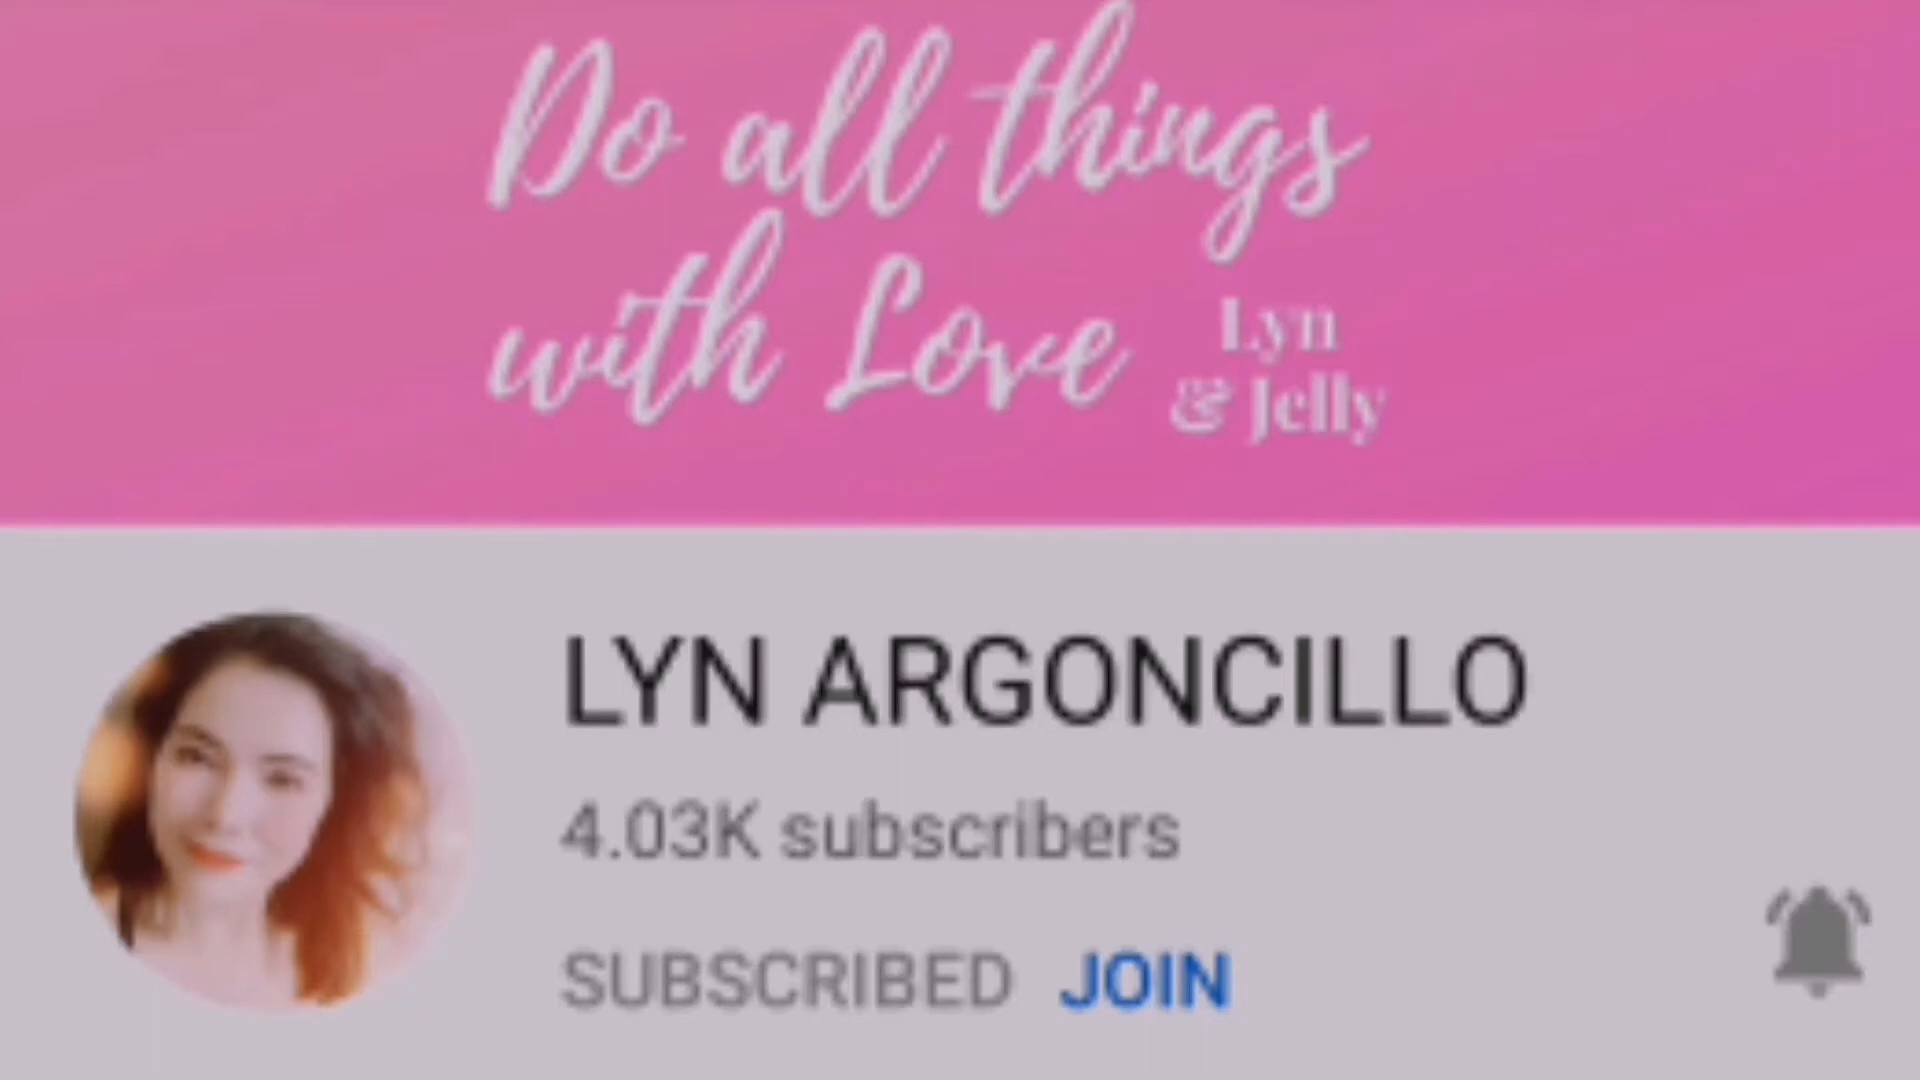 Do all things
with Love
Lyn
& Jelly
LYN ARGONCILLO
4.03K subscribers
SUBSCRIBED JOIN